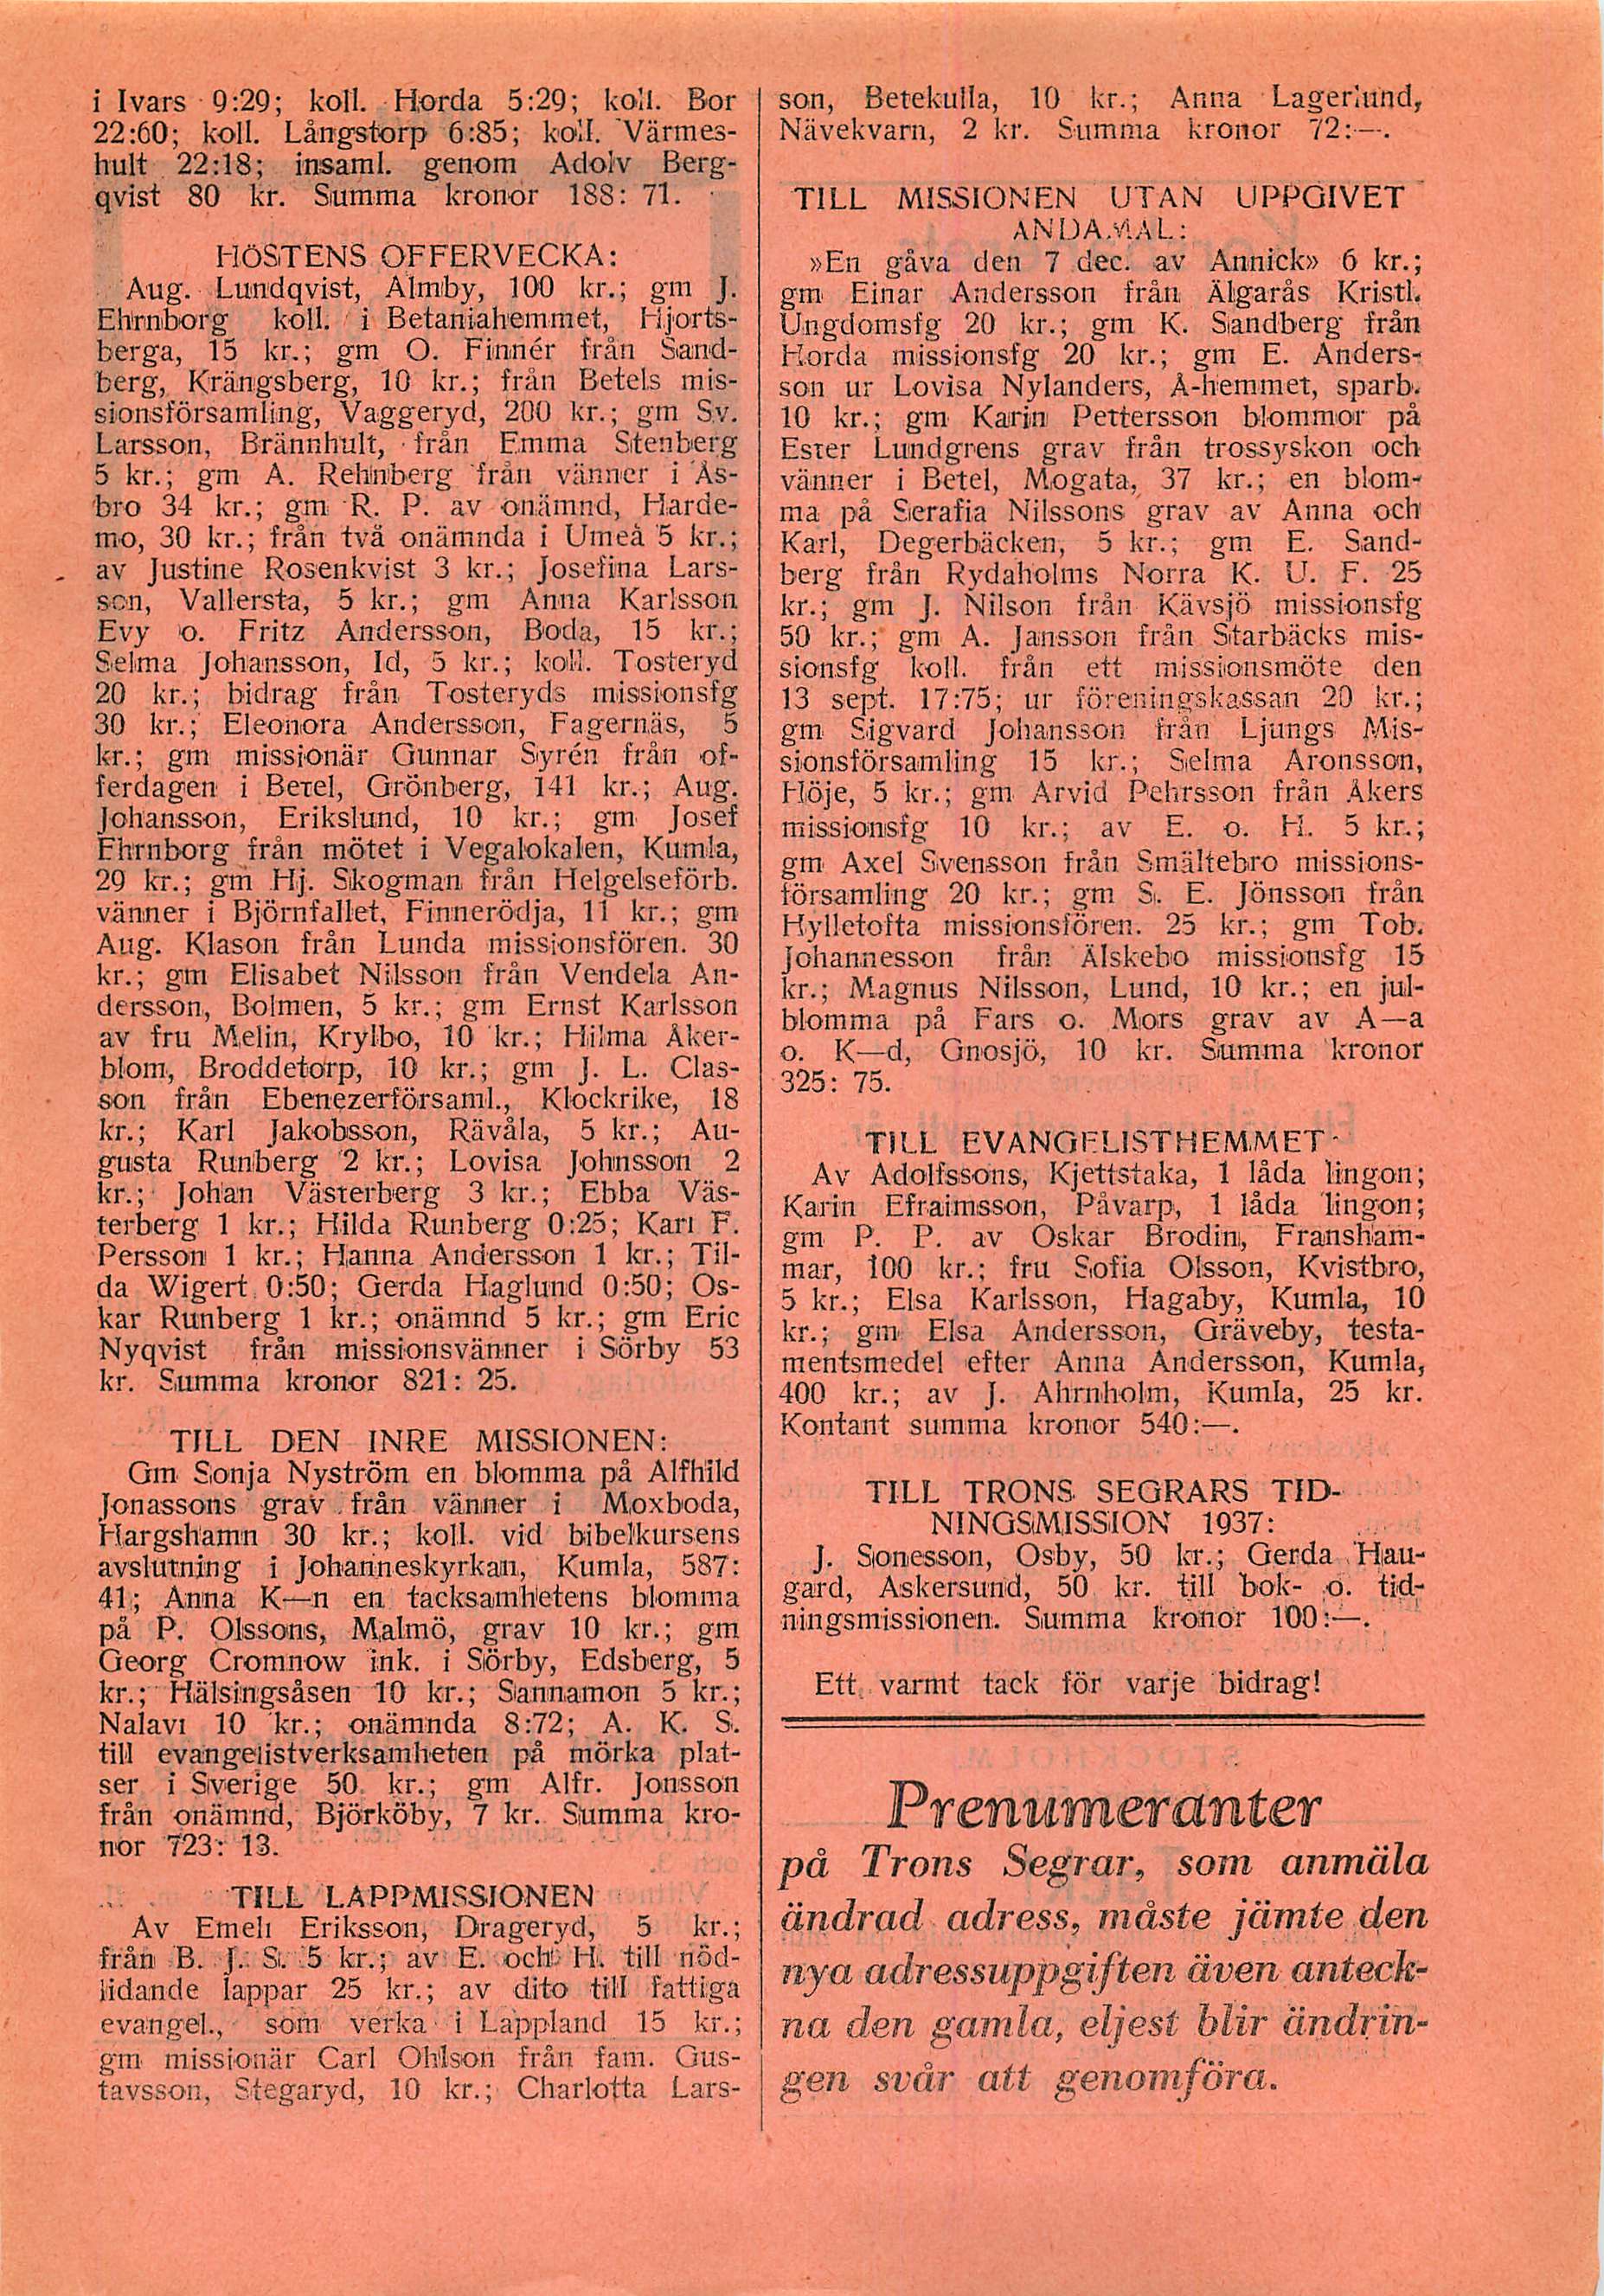 i Ivars 9:29; koll. Horda 5:29; koll. Bor
22:60; koll. Långstorp 6:85; koll. Värmes-
hult 22:18; insaml. genom Adolv Berg-
qvist 80 kr. Summa kronor 188: 71.
HÖSTENS OFFERVECKA:
Aug. Lundqvist, Almby, 100 kr.; gm J.
Ehrnborg koll. i Betaniahemmet, Hjorts-
berga, 15 kr.; gm O. Finnér från Sand-
berg, Krängsberg, 10 kr.; från Betels mis-
sionsförsamling, Vaggeryd, 200 kr.; gm Sv.
Larsson, Brännhult, från Emma Stenberg
5 kr.; gm A. Rehnberg från vänner i Ås-
bro 34 kr.; gm R. P. av onämnd, Harde-
mo, 30 kr.; från två onämnda i Umeå 5 kr.;
av Justine Rosenkvist 3 kr.; Josefina Lars-
son, Vallersta, 5 kr.; gm Anna Karlsson
Evy o. Fritz Andersson, Boda, 15 kr.;
Selma Johansson, Id, 5 kr.; koll. Tosteryd
20 kr.; bidrag från Tosteryds missionsfg
30 kr.; Eleonora Andersson, Fagernäs, 5
kr.; gm missionär Gunnar Syrén från of-
ferdagen i Betel, Grönberg, 141 kr.; Aug.
Johansson, Erikslund, 10 kr.; gm Josef
Ehrnborg från mötet i Vegalokalen, Kumla,
29 kr.; gm Hj. Skogman från Helgelseförb.
vänner i Björnfallet, Finnerödja, 11 kr.; gm
Aug. Klason från Lunda missionsfören. 30
kr.; gm Elisabet Nilsson från Vendela An-
dersson, Bolmen, 5 kr.; gm Ernst Karlsson
av fru Melin, Krylbo, 10 kr.; Hilma Åker-
blom, Broddetorp, 10 kr.; gm J. L. Clas-
son från Ebenezerförsaml., Klockrike, 18
kr.; Karl Jakobsson, Rävåla, 5 kr.; Au-
gusta Runberg 2 kr.; Lovisa Johnsson 2
kr.; Johan Västerberg 3 kr.; Ebba Väs-
terberg 1 kr.; Hilda Runberg 0:25; Karl F.
Persson 1 kr.; Hanna Andersson 1 kr.; Til-
da Wigert 0:50; Gerda Haglund 0:50; Os-
kar Runberg 1 kr.; onämnd 5 kr.; gm Eric
Nyqvist från missionsvänner i Sörby 53
kr. Summa kronor 821: 25.
TILL DEN INRE MISSIONEN:
Gm Sonja Nyström en blomma på Alfhild
Jonassons grav från vänner i Moxboda,
Hargshamn 30 kr.; koll. vid bibelkursens
avslutning i Johanneskyrkan, Kumla, 587:
41; Anna K—n en tacksamhetens blomma
på P. Olssons, Malmö, grav 10 kr.; gm
Georg Cromnow ink. i Sörby, Edsberg, 5
kr.; Hälsingsåsen 10 kr.; Sannamon 5 kr.;
Nalavi 10 kr.; onämnda 8:72; A. K. S.
till evangelistverksamheten på mörka plat-
ser i Sverige 50 kr.; gm Alfr. Jonsson
från onämnd, Björköby, 7 kr. Summa kro-
nor 723: 13.
TILL LAPPMISSIONEN
Av Emeli Eriksson, Drageryd, 5 kr.;
från B. J. S. 5 kr.; av E. och H. till nöd-
lidande lappar 25 kr.; av dito till fattiga
evangel., som verka i Lappland 15 kr.;
gm missionär Carl Ohlson från fam. Gus-
tavsson, Stegaryd, 10 kr.; Charlotta Lars-
son, Betekulla, 10 kr.; Anna Lagerlund,
Nävekvarn, 2 kr. Summa kronor 72:—.
TILL MISSIONEN UTAN UPPGIVET
ÄNDAMÅL:
»En gåva den 7 dec. av Annick» 6 kr.;
gm Einar Andersson från Älgarås Kristl.
Ungdomsfg 20 kr.; gm K. Sandberg från
Horda missionsfg 20 kr.; gm E. Anders-
son ur Lovisa Nylanders, Å-hemmet, sparb.
10 kr.; gm Karin Pettersson blommor på
Ester Lundgrens grav från trossyskon och
vänner i Betel, Mogata, 37 kr.; en blom-
ma på Serafia Nilssons grav av Anna och
Karl, Degerbäcken, 5 kr.; gm E. Sand-
berg från Rydaholms Norra K. U. F. 25
kr.; gm J. Nilson från Kävsjö missionsfg
50 kr.; gm A. Jansson från Starbäcks mis-
sionsfg koll. från ett missionsmöte den
13 sept. 17:75; ur föreningskassan 20 kr.;
gm Sigvard Johansson från Ljungs Mis-
sionsförsamling 15 kr.; Selma Aronsson,
Höje, 5 kr.; gm Arvid Pehrsson från Åkers
missionsfg 10 kr.; av E. o. H. 5 kr.;
gm Axel Svensson från Smältebro missions-
församling 20 kr.; gm S. E. Jönsson från
Hylletofta missionsfören. 25 kr.; gm Tob.
Johannesson från Älskebo missionsfg 15
kr.; Magnus Nilsson, Lund, 10 kr.; en jul-
blomma på Fars o. Mors grav av A—a
o. K—d, Gnosjö, 10 kr. Summa kronor
325: 75.
TILL EVANGELISTHEMMET
Av Adolfssons, Kjettstaka, 1 låda lingon;
Karin Efraimsson, Påvarp, 1 låda lingon;
gm P. P. av Oskar Brodin, Fransham-
mar, 100 kr.; fru Sofia Olsson, Kvistbro,
5 kr.; Elsa Karlsson, Hagaby, Kumla, 10
kr.; gm Elsa Andersson, Gräveby, testa-
mentsmedel efter Anna Andersson, Kumla,
400 kr.; av J. Ahrnholm, Kumla, 25 kr.
Kontant summa kronor 540:—.
TILL TRONS SEGRARS TID-
NINGSMISSION 1937:
J. Sonesson, Osby, 50 kr.; Gerda Hau-
gard, Askersund, 50 kr. till bok- o. tid-
ningsmissionen. Summa kronor 100:—.
Ett varmt tack för varje bidrag!
Prenumeranter
på Trons Segrar, som anmäla
ändrad adress, måste jämte den
nya adressuppgiften även anteck-
na den gamla, eljest blir ändrin-
gen svår att genomföra.